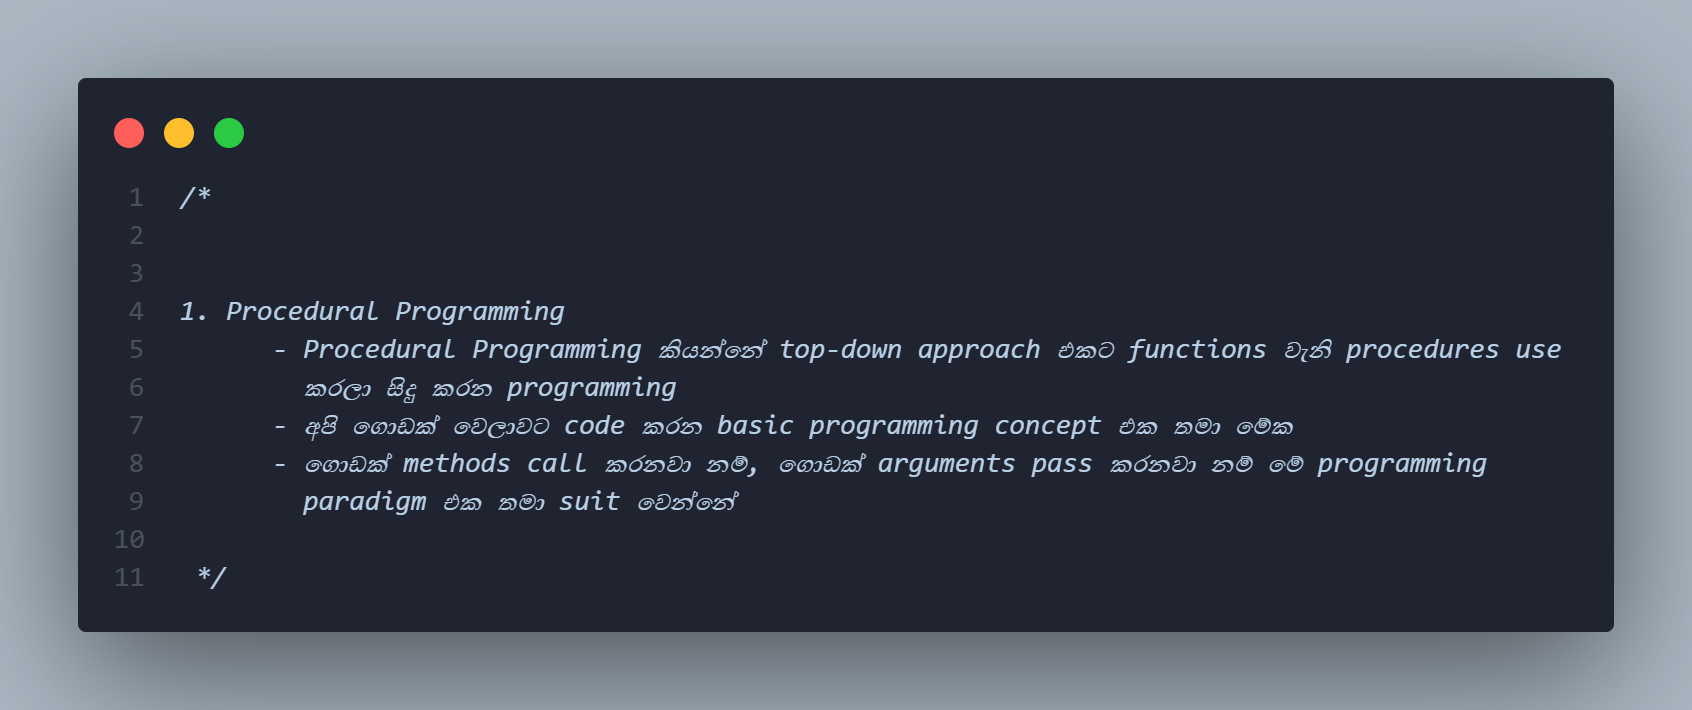 1 /*
2
3
4 1. Procedural Programming
5 - Procedural Programming කියන්නේ top-down approach එකට functions වැනි procedures use
6 කරලා සිදු කරන programming
7 - අපි ගොඩක් වෙලාවට code කරන basic programming concept එක තමා මේක
8 - ගොඩක් methods call කරනවා නම්, ගොඩක් arguments pass කරනවා නම් මේ programming
9 paradigm එක තමා suit වෙන්නේ
10
11 */